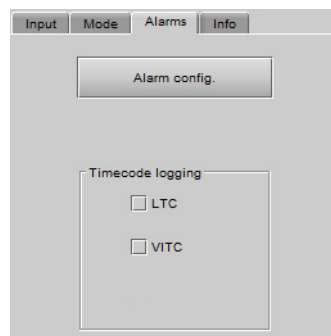 Input Mode Alarms Info
Alarm config.
Timecode logging
LTC
VITC